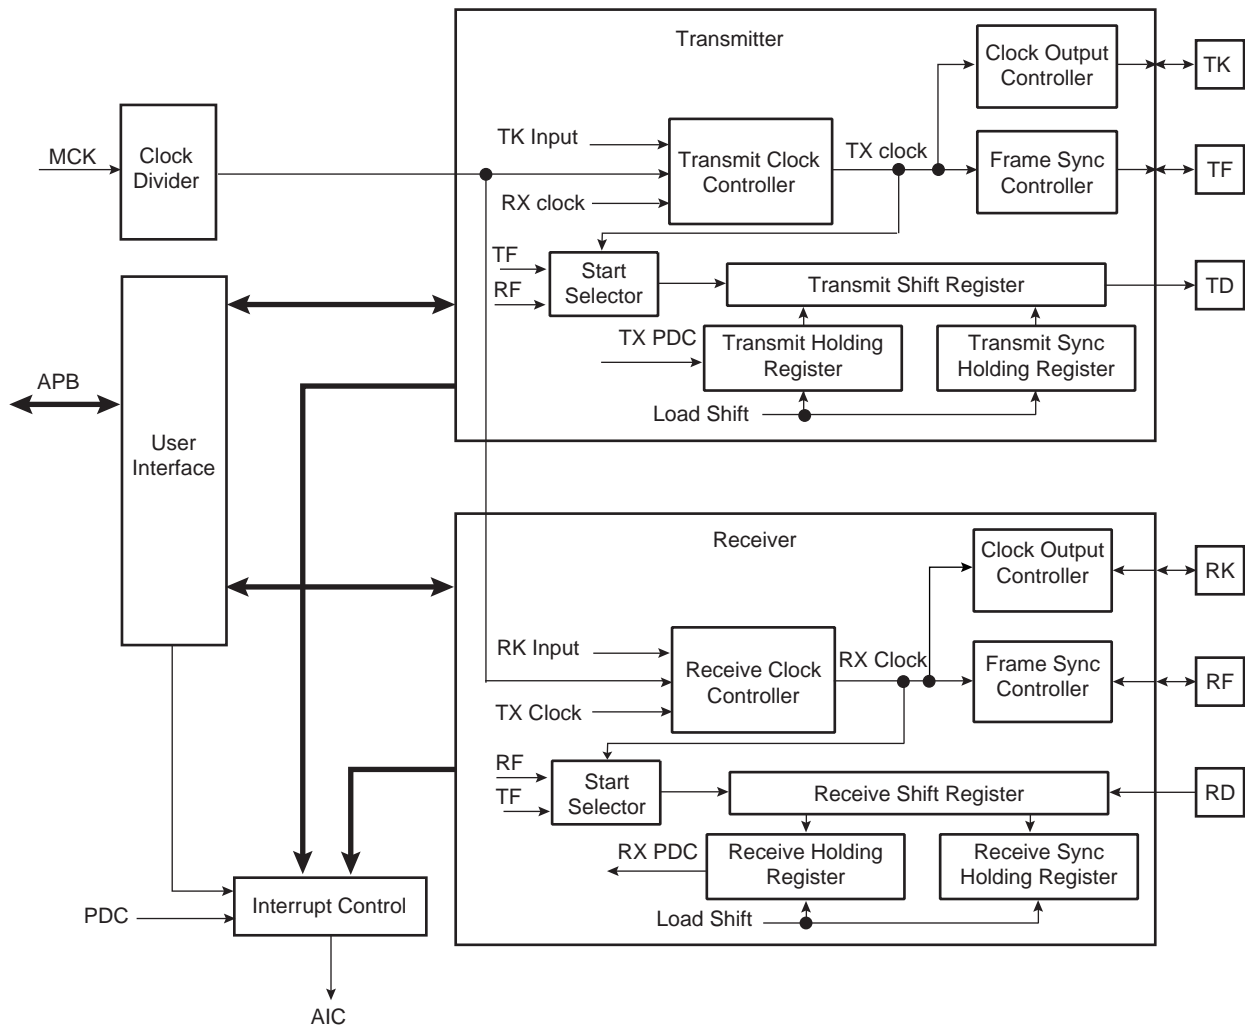 Transmitter
Clock Output
Controller
TK
MCK
Clock
Divider
TK Input
Transmit Clock
Controller
TX clock
Frame Sync
Controller
TF
RX clock
TF
RF
Start
Selector
Transmit Shift Register
TD
TX PDC
Transmit Holding
Register
Transmit Sync
Holding Register
Load Shift
APB
User
Interface
Receiver
Clock Output
Controller
RK
RK Input
Receive Clock
Controller
RX Clock
Frame Sync
Controller
RF
TX Clock
RF
TF
Start
Selector
Receive Shift Register
RD
RX PDC
Receive Holding
Register
Receive Sync
Holding Register
Load Shift
PDC
Interrupt Control
AIC